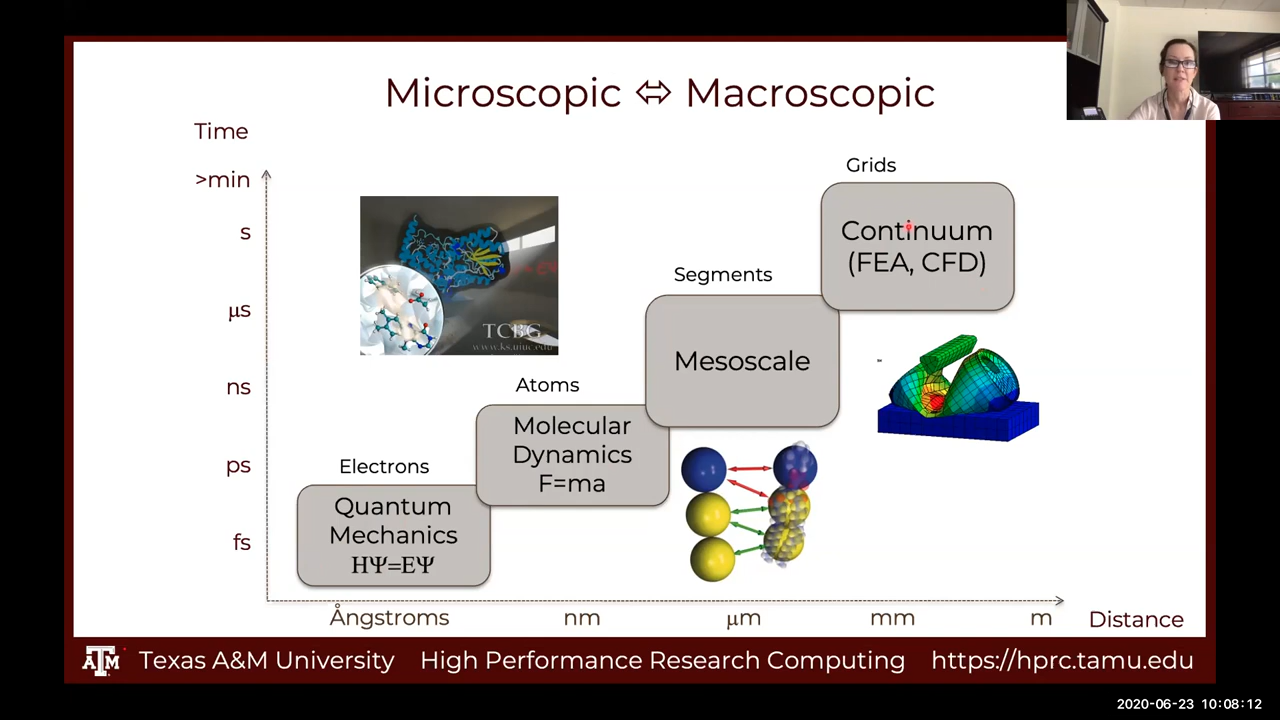 Microscopic ⇔ Macroscopic
Time
>min
s
μs
ns
ps
fs
Grids
Continuum
(FEA, CFD)
Segments
Mesoscale
Atoms
Molecular
Dynamics
F=ma
Electrons
Quantum
Mechanics
HΨ=EΨ
TCBG
www.ks.uiuc.edu
Ångstroms nm μm mm m Distance
ATM Texas A&M University High Performance Research Computing https://hprc.tamu.edu
2020-06-23 10:08:12